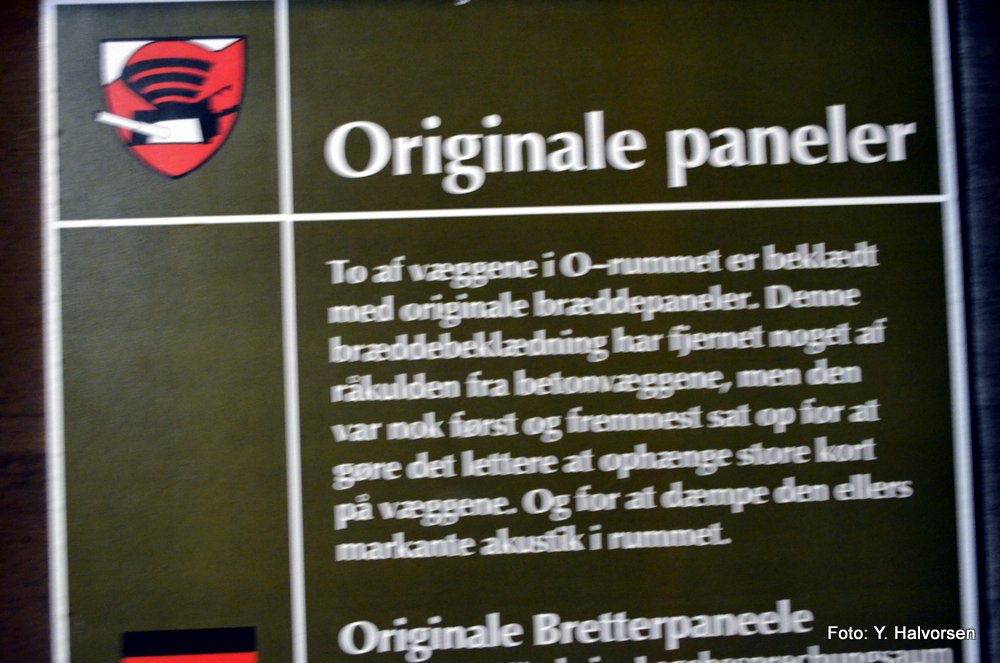 Originale paneler
To af væggene i O-rummet er beklædt
med originale bræddepaneler. Denne
bræddebeklædning har fjernet noget af
råkulden fra betonvæggene, men den
var nok først og fremmest sat op for at
gøre det lettere at ophænge store kort
på væggene. Og for at dæmpe den ellers
markante akustik i rummet.
Originale Bretterpaneele
Foto: Y. Halvorsen